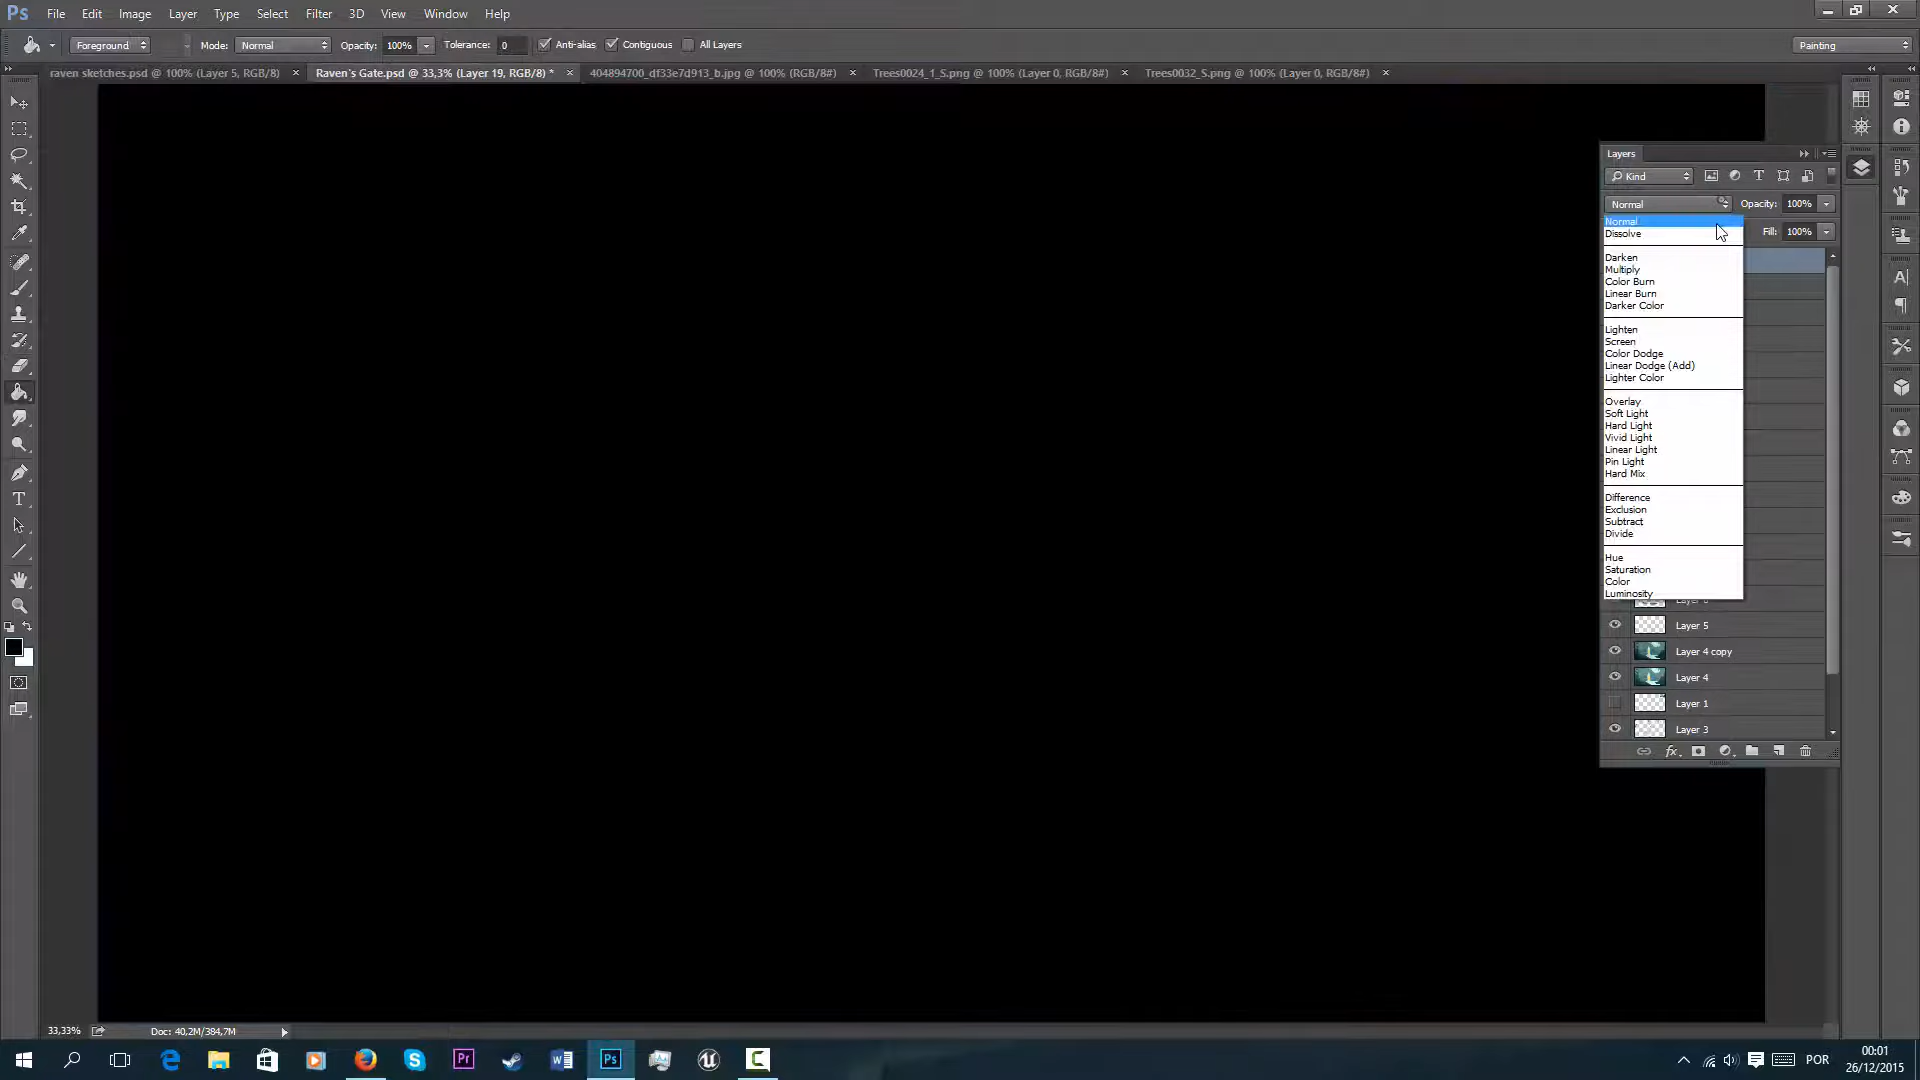 Ps File Edit Image Layer Type Select Filter 3D View Window Help
Foreground Mode: Normal Opacity: 100% Tolerance: 0 Anti-alias Contiguous All Layers Painting
raven sketches.psd @ 100% (Layer 5, RGB/8) × Raven's Gate.psd @ 33,3% (Layer 19, RGB/8) * × 404894700_df33e7d913_b.jpg @ 100% (RGB/8#) × Trees0024_1_S.png @ 100% (Layer 0, RGB/8#) × Trees0032_S.png @ 100% (Layer 0, RGB/8#) ×
Layers
Kind
Normal Opacity: 100%
Fill: 100%
Normal
Dissolve
Darken
Multiply
Color Burn
Linear Burn
Darker Color
Lighten
Screen
Color Dodge
Linear Dodge (Add)
Lighter Color
Overlay
Soft Light
Hard Light
Vivid Light
Linear Light
Pin Light
Hard Mix
Difference
Exclusion
Subtract
Divide
Hue
Saturation
Color
Luminosity
Layer 5
Layer 4 copy
Layer 4
Layer 1
Layer 3
fx
33,33% Doc: 40,2M/384,7M
Pr Ps POR
00:01
26/12/2015